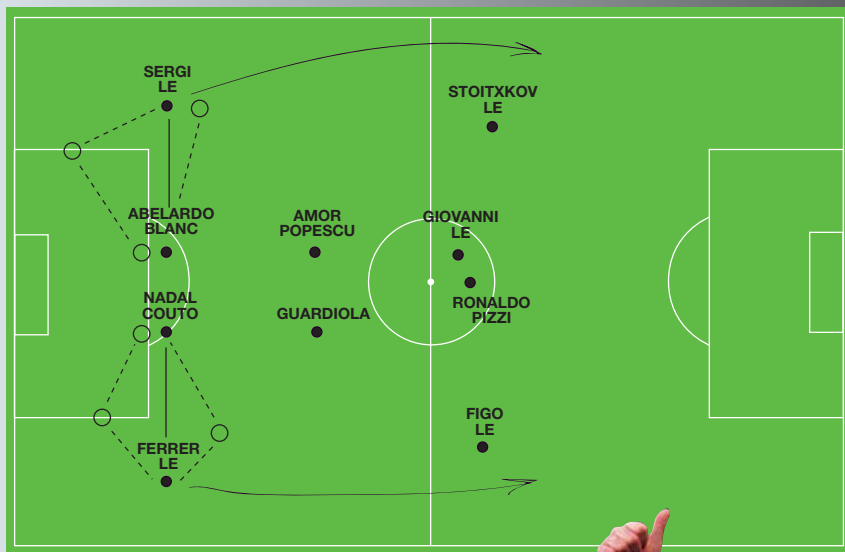 SERGI
LE
STOITXKOV
LE
ABELARDO
BLANC
AMOR
POPESCU
GIOVANNI
LE
NADAL
COUTO
GUARDIOLA
RONALDO
PIZZI
FIGO
LE
FERRER
LE